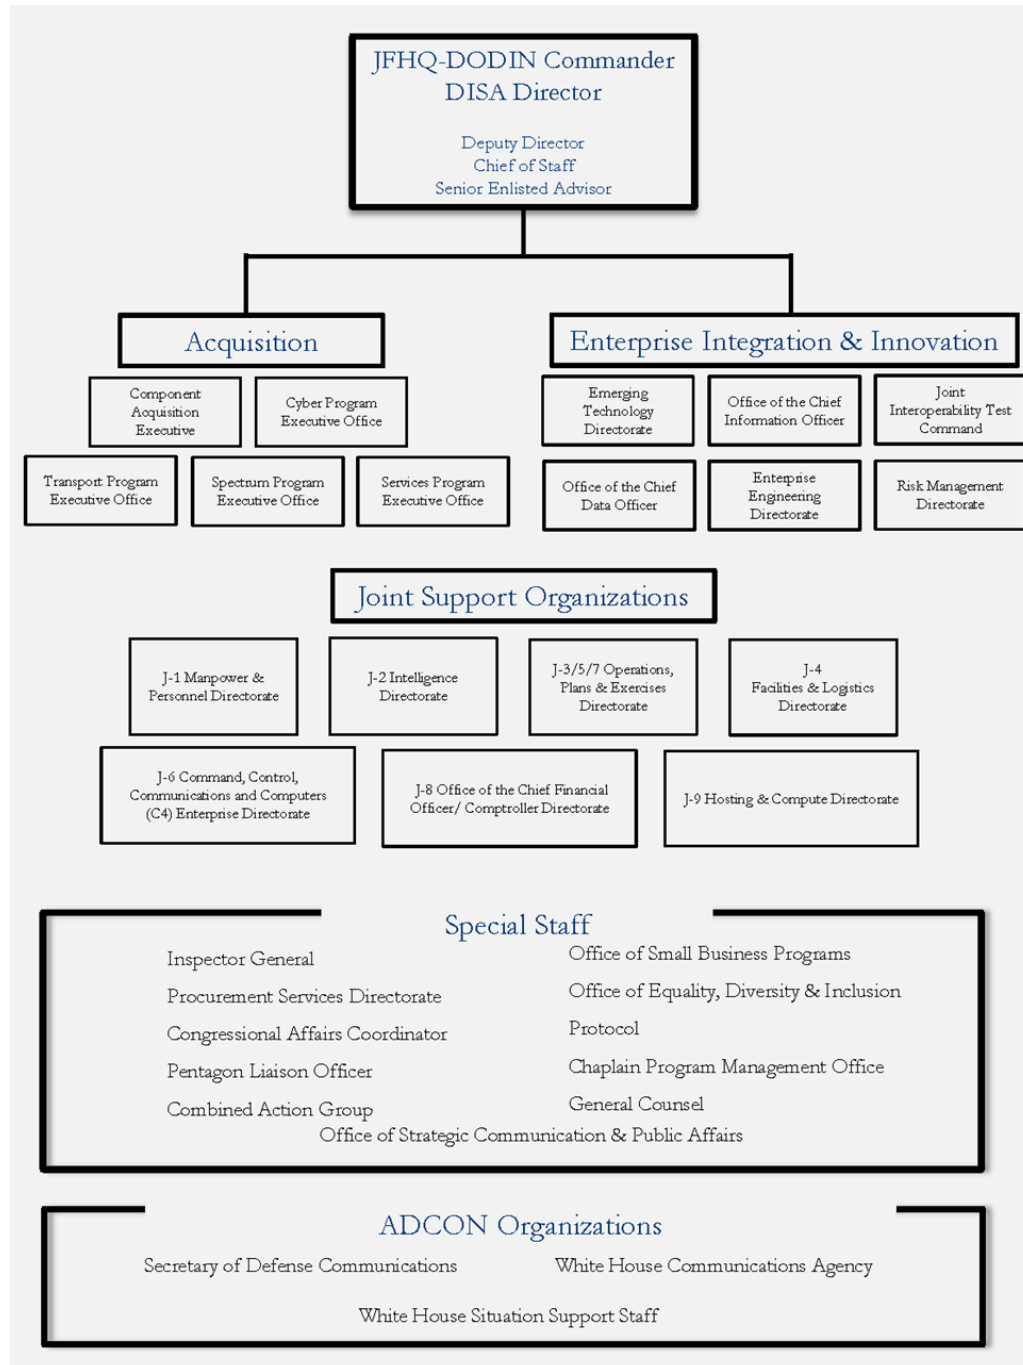 JFHQ-DODIN Commander
DISA Director
Deputy Director
Chief of Staff
Senior Enlisted Advisor
Acquisition
Component
Acquisition
Executive
Cyber Program
Executive Office
Transport Program
Executive Office
Spectrum Program
Executive Office
Services Program
Executive Office
Enterprise Integration & Innovation
Emerging
Technology
Directorate
Office of the Chief
Information Officer
Joint
Interoperability Test
Command
Office of the Chief
Data Officer
Enterprise
Engineering
Directorate
Risk Management
Directorate
Joint Support Organizations
J-1 Manpower &
Personnel Directorate
J-2 Intelligence
Directorate
J-3/5/7 Operations,
Plans & Exercises
Directorate
J-4
Facilities & Logistics
Directorate
J-6 Command, Control,
Communications and Computers
(C4) Enterprise Directorate
J-8 Office of the Chief Financial
Officer/ Comptroller Directorate
J-9 Hosting & Compute Directorate
Special Staff
Inspector General
Procurement Services Directorate
Congressional Affairs Coordinator
Pentagon Liaison Officer
Combined Action Group
Office of Small Business Programs
Office of Equality, Diversity & Inclusion
Protocol
Chaplain Program Management Office
General Counsel
Office of Strategic Communication & Public Affairs
ADCON Organizations
Secretary of Defense Communications
White House Communications Agency
White House Situation Support Staff